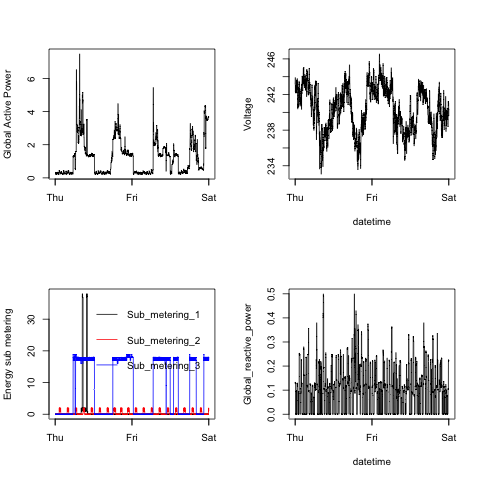 Global Active Power
0 2 4 6
Thu Fri Sat
Voltage
234 238 242 246
Thu Fri Sat
datetime
Energy sub metering
0 10 20 30
Sub_metering_1
Sub_metering_2
Sub_metering_3
Thu Fri Sat
Global_reactive_power
0.0 0.1 0.2 0.3 0.4 0.5
Thu Fri Sat
datetime